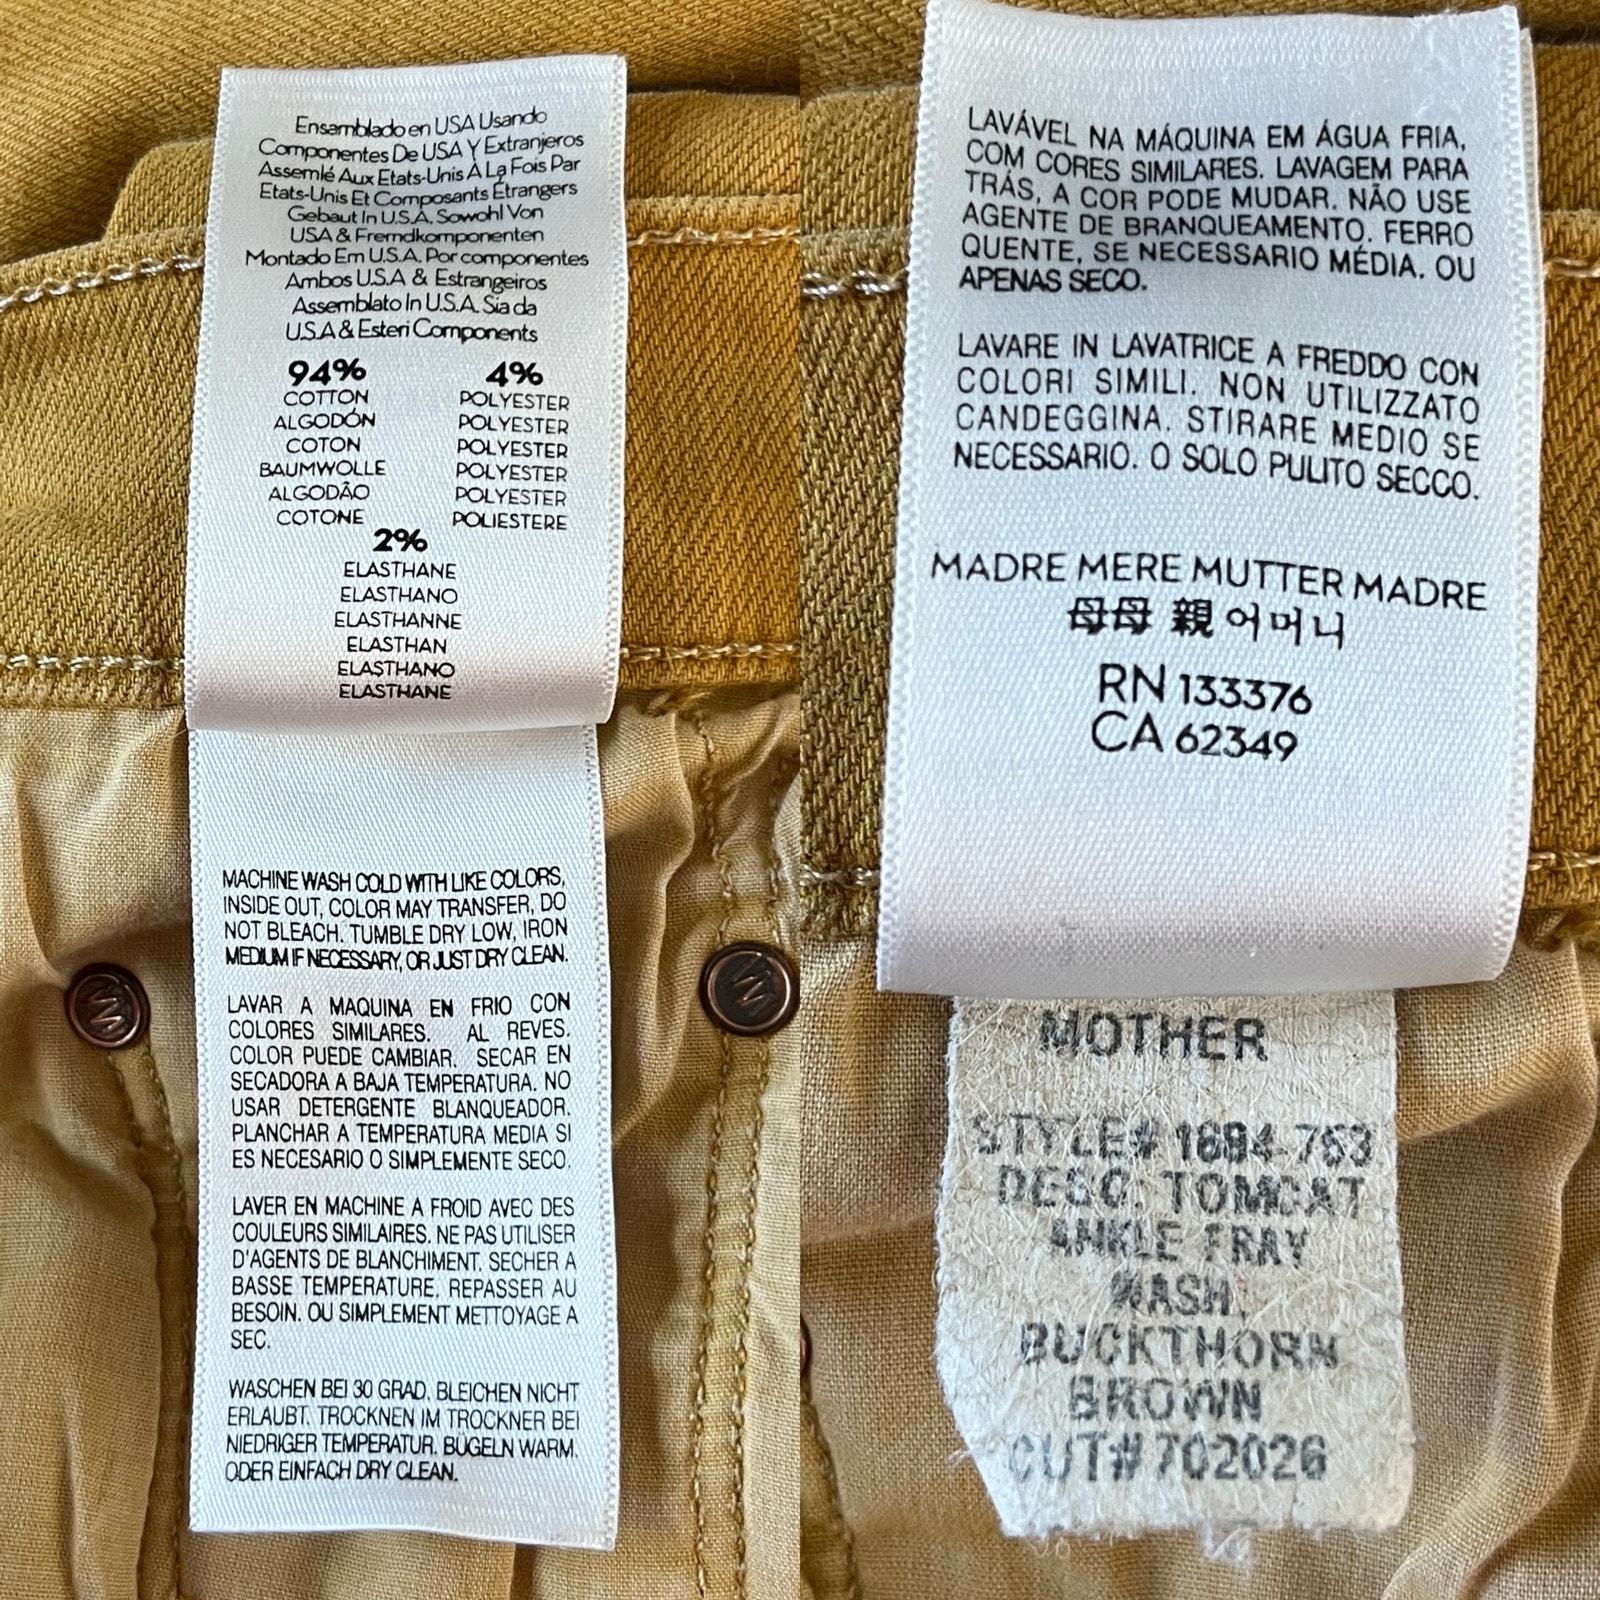 Ensamblado en USA Usando
Componentes De USA Y Extranjeros
Assemlé Aux Etats-Unis À La Fois Par
Etats-Unis Et Composants Étrangers
Gebaut In U.S.A. Sowohl Von
USA & Fremdkomponenten
Montado Em U.S.A. Por componentes
Ambos U.S.A & Estrangeiros
Assemblato In U.S.A. Sia da
U.S.A & Esteri Components
94% 4%
COTTON POLYESTER
ALGODÓN POLYESTER
COTON POLYESTER
BAUMWOLLE POLYESTER
ALGODÃO POLYESTER
COTONE POLIESTERE
2%
ELASTHANE
ELASTHANO
ELASTHANNE
ELASTHAN
ELASTHANO
ELASTHANE
MACHINE WASH COLD WITH LIKE COLORS,
INSIDE OUT, COLOR MAY TRANSFER, DO
NOT BLEACH. TUMBLE DRY LOW, IRON
MEDIUM IF NECESSARY, OR JUST DRY CLEAN.
LAVAR A MAQUINA EN FRIO CON
COLORES SIMILARES. AL REVES.
COLOR PUEDE CAMBIAR. SECAR EN
SECADORA A BAJA TEMPERATURA. NO
USAR DETERGENTE BLANQUEADOR.
PLANCHAR A TEMPERATURA MEDIA SI
ES NECESARIO O SIMPLEMENTE SECO.
LAVER EN MACHINE A FROID AVEC DES
COULEURS SIMILAIRES. NE PAS UTILISER
D'AGENTS DE BLANCHIMENT. SECHER A
BASSE TEMPERATURE. REPASSER AU
BESOIN. OU SIMPLEMENT METTOYAGE A
SEC.
WASCHEN BEI 30 GRAD. BLEICHEN NICHT
ERLAUBT. TROCKNEN IM TROCKNER BEI
NIEDRIGER TEMPERATUR. BÜGELN WARM.
ODER EINFACH DRY CLEAN.
LAVÁVEL NA MÁQUINA EM ÁGUA FRIA,
COM CORES SIMILARES. LAVAGEM PARA
TRÁS, A COR PODE MUDAR. NÃO USE
AGENTE DE BRANQUEAMENTO. FERRO
QUENTE, SE NECESSARIO MÉDIA. OU
APENAS SECO.
LAVARE IN LAVATRICE A FREDDO CON
COLORI SIMILI. NON UTILIZZATO
CANDEGGINA. STIRARE MEDIO SE
NECESSARIO. O SOLO PULITO SECCO.
MADRE MERE MUTTER MADRE
母母 親 어머니
RN 133376
CA 62349
MOTHER
STYLE# 1694-753
DESC. TOMCAT
ANKLE FRAY
WASH.
BUCKTHORN
BROWN
CUT# 702026